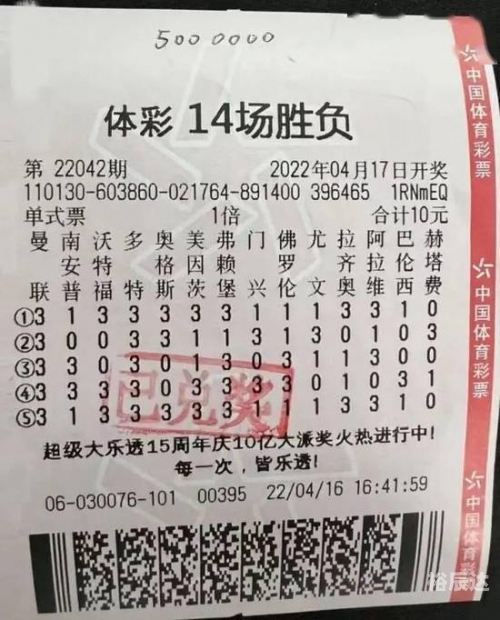 5000000
体彩 14场胜负
第 22042期 2022年04月17日开奖
110130-603860-021764-891400 396465 1RNmEQ
单式票 1倍 合计10元
曼 南 沃 多 奥 美 弗 门 佛 尤 拉 阿 巴 赫
安 特 格 因 赖 罗 齐 拉 伦 塔
联 普 福 特 斯 茨 堡 兴 伦 文 奥 维 西 费
①3 1 3 3 3 3 3 1 1 1 3 3 1 0
②3 0 0 3 3 1 1 3 1 3 0 1 0 3
③3 3 0 3 0 1 3 0 3 1 1 3 0 0
④3 3 3 3 3 3 3 3 3 0 1 0 3 1
⑤3 1 3 3 3 3 3 1 1 1 3 3 1 0
已兑奖
超级大乐透15周年庆10亿大派奖火热进行中!
每一次，皆乐透!
06-030076-101 00395 22/04/16 16:41:59
中国体育彩票
中国体育彩票
中国体育彩票
裕辰达